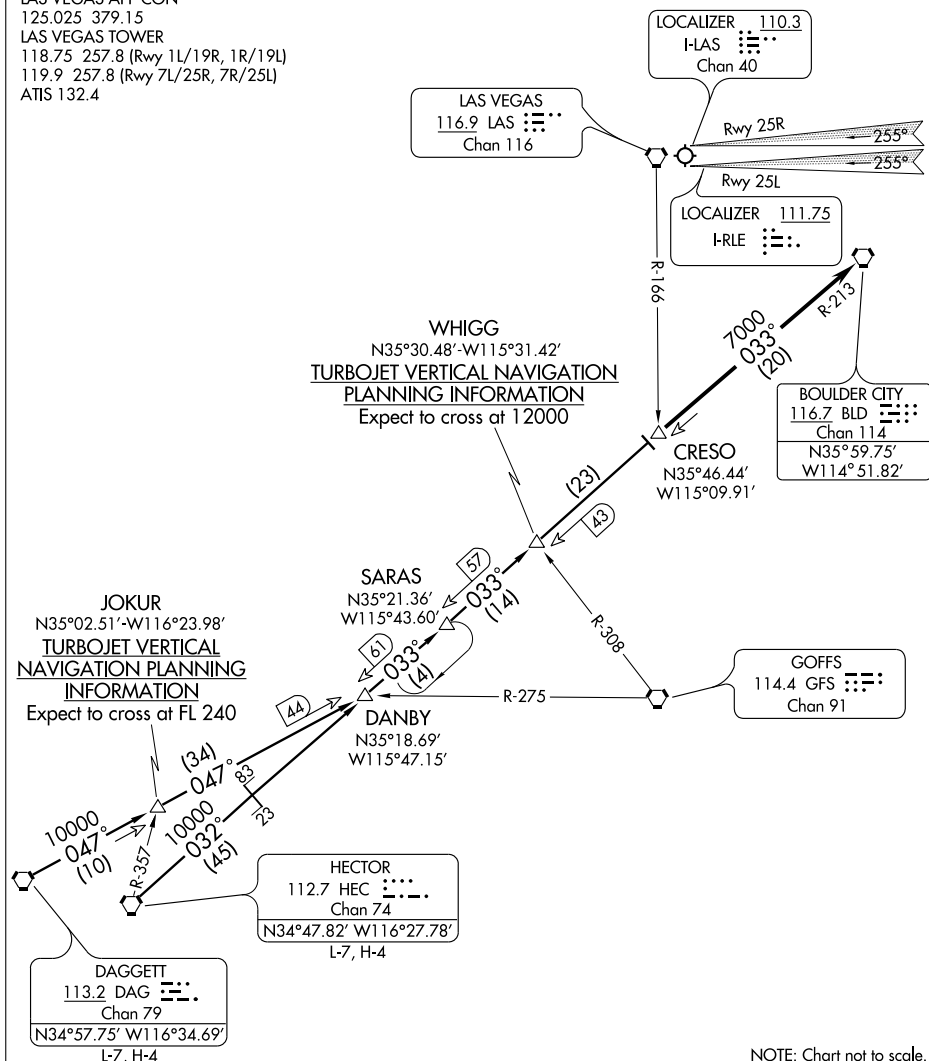 LAS VEGAS APP CON
125.025 379.15
LAS VEGAS TOWER
118.75 257.8 (Rwy 1L/19R, 1R/19L)
119.9 257.8 (Rwy 7L/25R, 7R/25L)
ATIS 132.4
LOCALIZER 110.3
I-LAS
Chan 40
LAS VEGAS
116.9 LAS
Chan 116
Rwy 25R
255°
255°
Rwy 25L
LOCALIZER 111.75
I-RLE
R-166
R-213
7000
033°
(20)
WHIGG
N35°30.48'-W115°31.42'
TURBOJET VERTICAL NAVIGATION
PLANNING INFORMATION
Expect to cross at 12000
BOULDER CITY
116.7 BLD
Chan 114
N35°59.75'
W114°51.82'
CRESO
N35°46.44'
W115°09.91'
(23)
43
SARAS
N35°21.36'
W115°43.60'
57
033°
(14)
JOKUR
N35°02.51'-W116°23.98'
TURBOJET VERTICAL
NAVIGATION PLANNING
INFORMATION
Expect to cross at FL 240
61
033°
(4)
R-308
GOFFS
114.4 GFS
Chan 91
R-275
44
DANBY
N35°18.69'
W115°47.15'
(34)
047°
83
23
10000
047°
(10)
R-357
10000
032°
(45)
HECTOR
112.7 HEC
Chan 74
N34°47.82' W116°27.78'
L-7, H-4
DAGGETT
113.2 DAG
Chan 79
N34°57.75' W116°34.69'
L-7, H-4
NOTE: Chart not to scale.